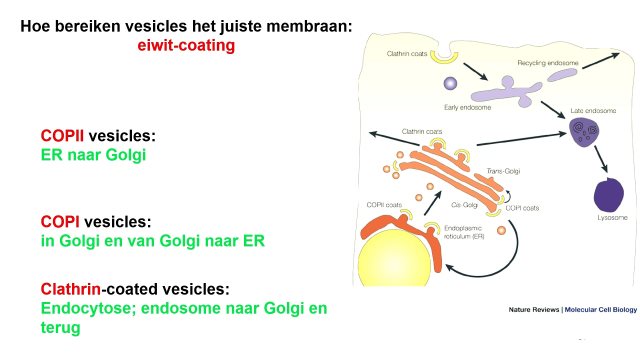 Hoe bereiken vesicles het juiste membraan:
eiwit-coating
COPII vesicles:
ER naar Golgi
COPI vesicles:
in Golgi en van Golgi naar ER
Clathrin-coated vesicles:
Endocytose; endosome naar Golgi en
terug
Clathrin coats
Recycling endosome
Early endosome
Late endosome
Clathrin coats
Trans-Golgi
Lysosome
COPII coats
Cis-Golgi
COPI coats
Endoplasmic
reticulum (ER)
Nature Reviews | Molecular Cell Biology